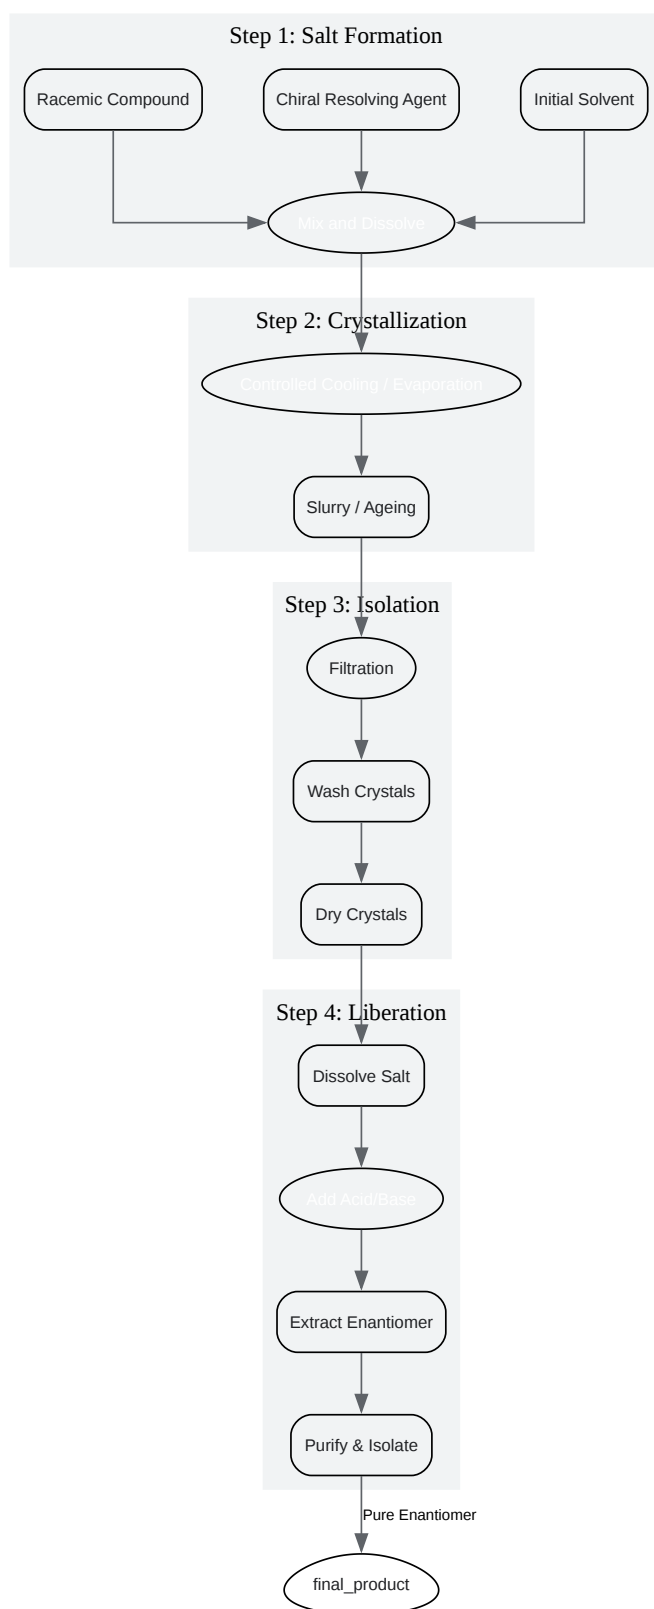 Step 1: Salt Formation
Racemic Compound
Chiral Resolving Agent
Initial Solvent
Mix and Dissolve
Step 2: Crystallization
Controlled Cooling / Evaporation
Slurry / Ageing
Step 3: Isolation
Filtration
Wash Crystals
Dry Crystals
Step 4: Liberation
Dissolve Salt
Add Acid/Base
Extract Enantiomer
Purify & Isolate
Pure Enantiomer
final_product